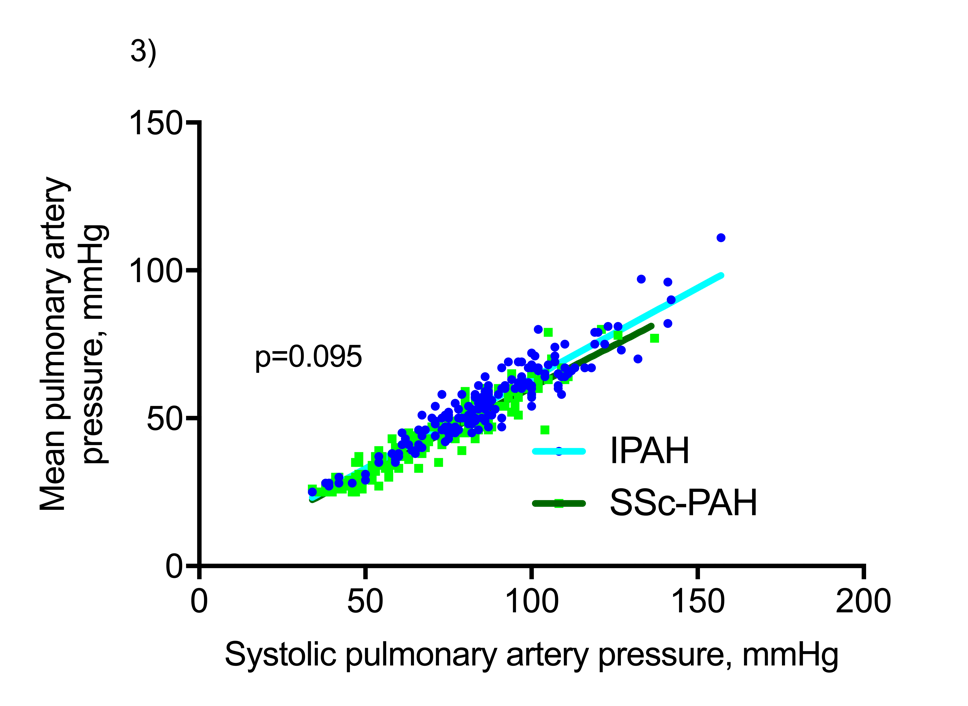 3)
150
100
50
0
Mean pulmonary artery
pressure, mmHg
p=0.095
IPAH
SSc-PAH
0 50 100 150 200
Systolic pulmonary artery pressure, mmHg